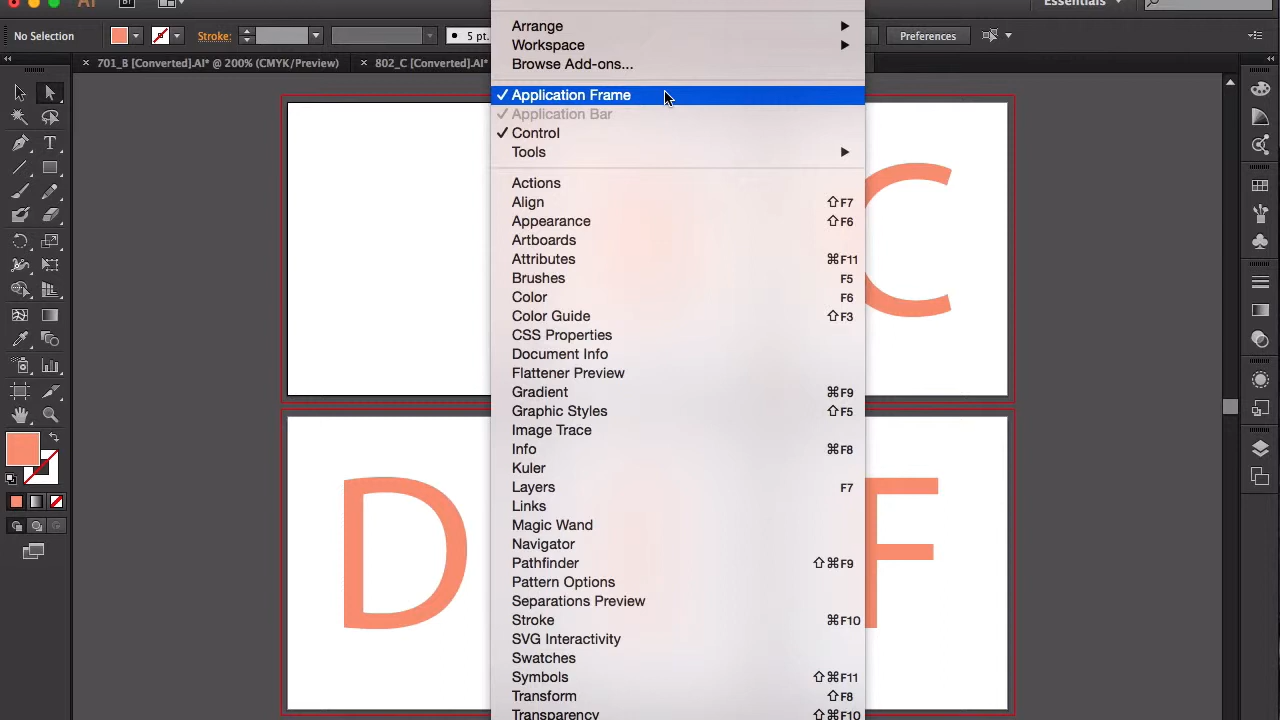 Ai
Essentials
No Selection
Stroke:
5 pt.
Preferences
701_B [Converted].AI* @ 200% (CMYK/Preview)
802_C [Converted].AI*
Arrange
Workspace
Browse Add-ons...
✓ Application Frame
✓ Application Bar
✓ Control
Tools
Actions
Align ⇧F7
Appearance ⇧F6
Artboards
Attributes ⌘F11
Brushes F5
Color F6
Color Guide ⇧F3
CSS Properties
Document Info
Flattener Preview
Gradient ⌘F9
Graphic Styles ⇧F5
Image Trace
Info ⌘F8
Kuler
Layers F7
Links
Magic Wand
Navigator
Pathfinder ⇧⌘F9
Pattern Options
Separations Preview
Stroke ⌘F10
SVG Interactivity
Swatches
Symbols ⇧⌘F11
Transform ⇧F8
Transparency ⇧⌘F10
C
D
F